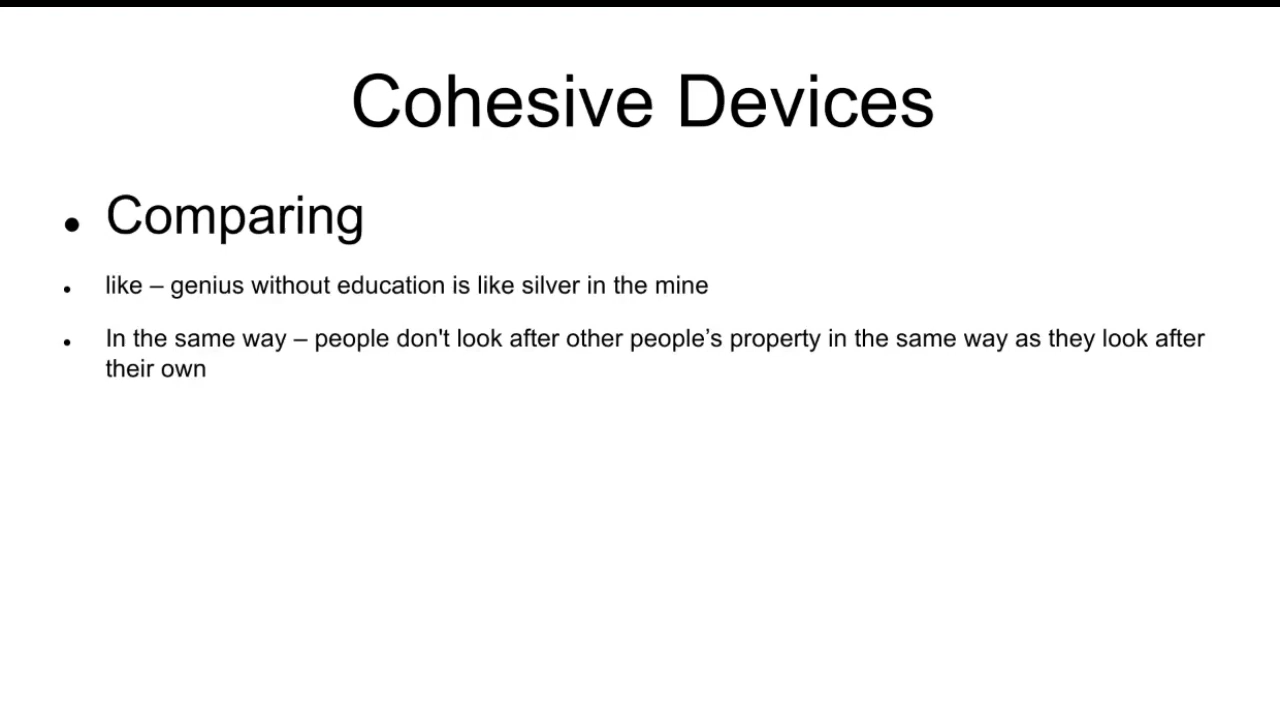 Cohesive Devices
• Comparing
• like – genius without education is like silver in the mine
• In the same way – people don't look after other people’s property in the same way as they look after
their own